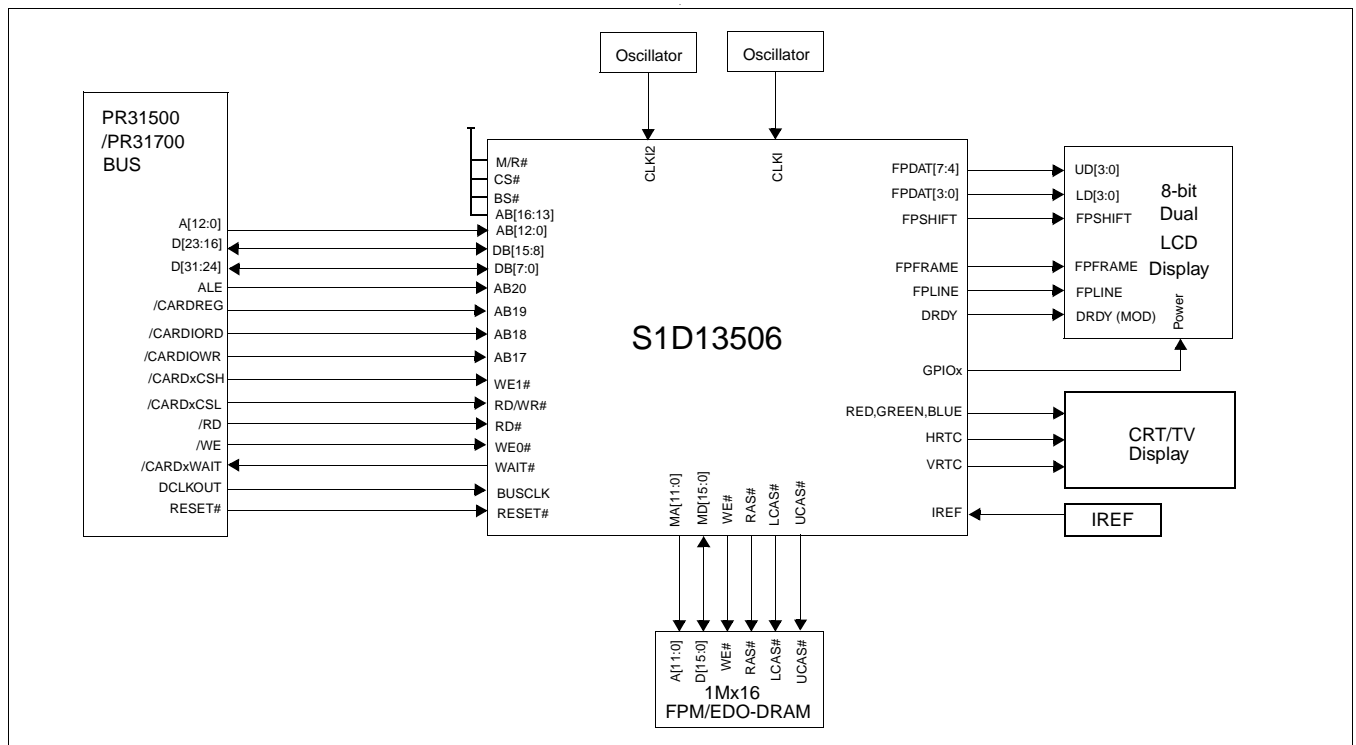 Oscillator
Oscillator
PR31500
/PR31700
BUS
A[12:0]
D[23:16]
D[31:24]
ALE
/CARDREG
/CARDIORD
/CARDIOWR
/CARDxCSH
/CARDxCSL
/RD
/WE
/CARDxWAIT
DCLKOUT
RESET#
M/R#
CS#
BS#
AB[16:13]
AB[12:0]
DB[15:8]
DB[7:0]
AB20
AB19
AB18
AB17
WE1#
RD/WR#
RD#
WE0#
WAIT#
BUSCLK
RESET#
CLKI2
CLKI
S1D13506
FPDAT[7:4]
FPDAT[3:0]
FPSHIFT
FPFRAME
FPLINE
DRDY
GPIOx
RED,GREEN,BLUE
HRTC
VRTC
IREF
UD[3:0]
LD[3:0]
FPSHIFT
FPFRAME
FPLINE
DRDY (MOD)
8-bit
Dual
LCD
Display
Power
CRT/TV
Display
IREF
MA[11:0]
MD[15:0]
WE#
RAS#
LCAS#
UCAS#
A[11:0]
D[15:0]
WE#
RAS#
LCAS#
UCAS#
1Mx16
FPM/EDO-DRAM